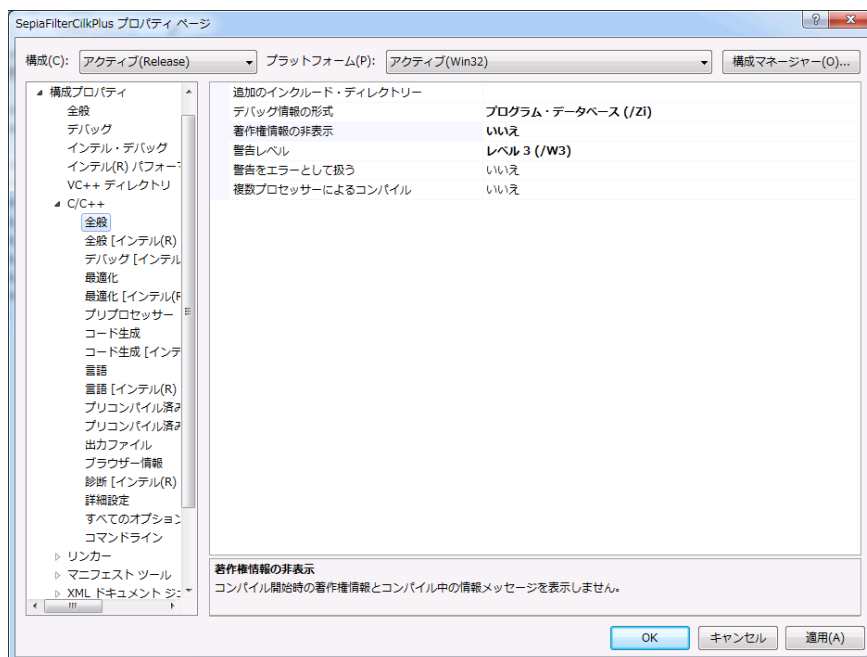 SepiaFilterCilkPlus プロパティ ページ
構成(C): アクティブ(Release) プラットフォーム(P): アクティブ(Win32) 構成マネージャー(O)...
構成プロパティ
全般
デバッグ
インテル・デバッグ
インテル(R) パフォー
VC++ ディレクトリ
C/C++
全般
全般 [インテル(R)
デバッグ [インテル
最適化
最適化 [インテル(R
プリプロセッサー
コード生成
コード生成 [インテ
言語
言語 [インテル(R)
プリコンパイル済み
プリコンパイル済み
出力ファイル
ブラウザー情報
診断 [インテル(R)
詳細設定
すべてのオプション
コマンドライン
リンカー
マニフェスト ツール
XML ドキュメント ジェ
追加のインクルード・ディレクトリー
デバッグ情報の形式 プログラム・データベース (/Zi)
著作権情報の非表示 いいえ
警告レベル レベル 3 (/W3)
警告をエラーとして扱う いいえ
複数プロセッサーによるコンパイル いいえ
著作権情報の非表示
コンパイル開始時の著作権情報とコンパイル中の情報メッセージを表示しません。
OK キャンセル 適用(A)